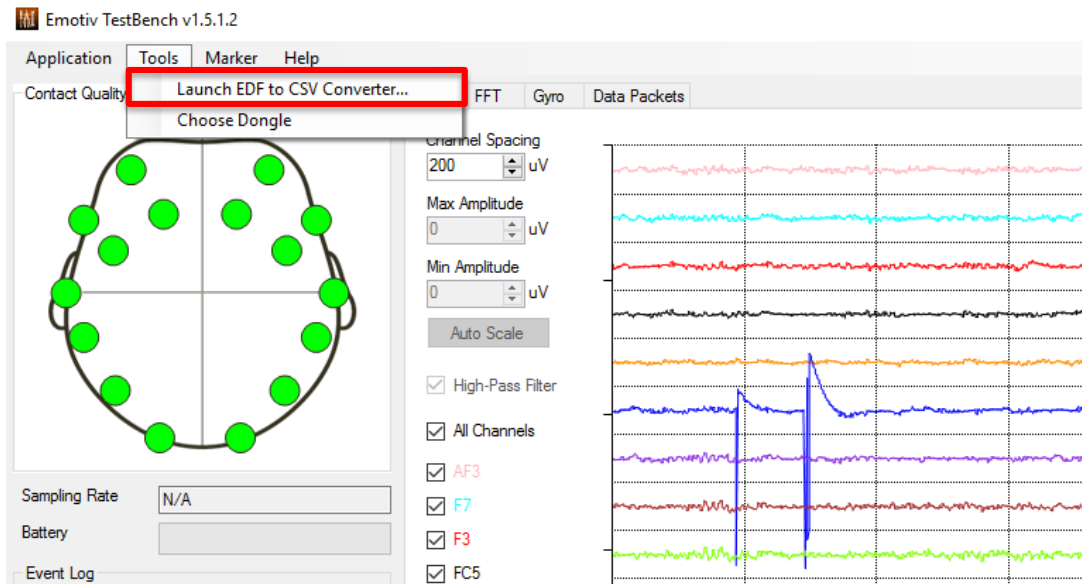 Emotiv TestBench v1.5.1.2
Application Tools Marker Help
Launch EDF to CSV Converter...
Choose Dongle
Contact Quality
FFT Gyro Data Packets
Channel Spacing
200 uV
Max Amplitude
0 uV
Min Amplitude
0 uV
Auto Scale
High-Pass Filter
All Channels
AF3
F7
F3
FC5
Sampling Rate N/A
Battery
Event Log